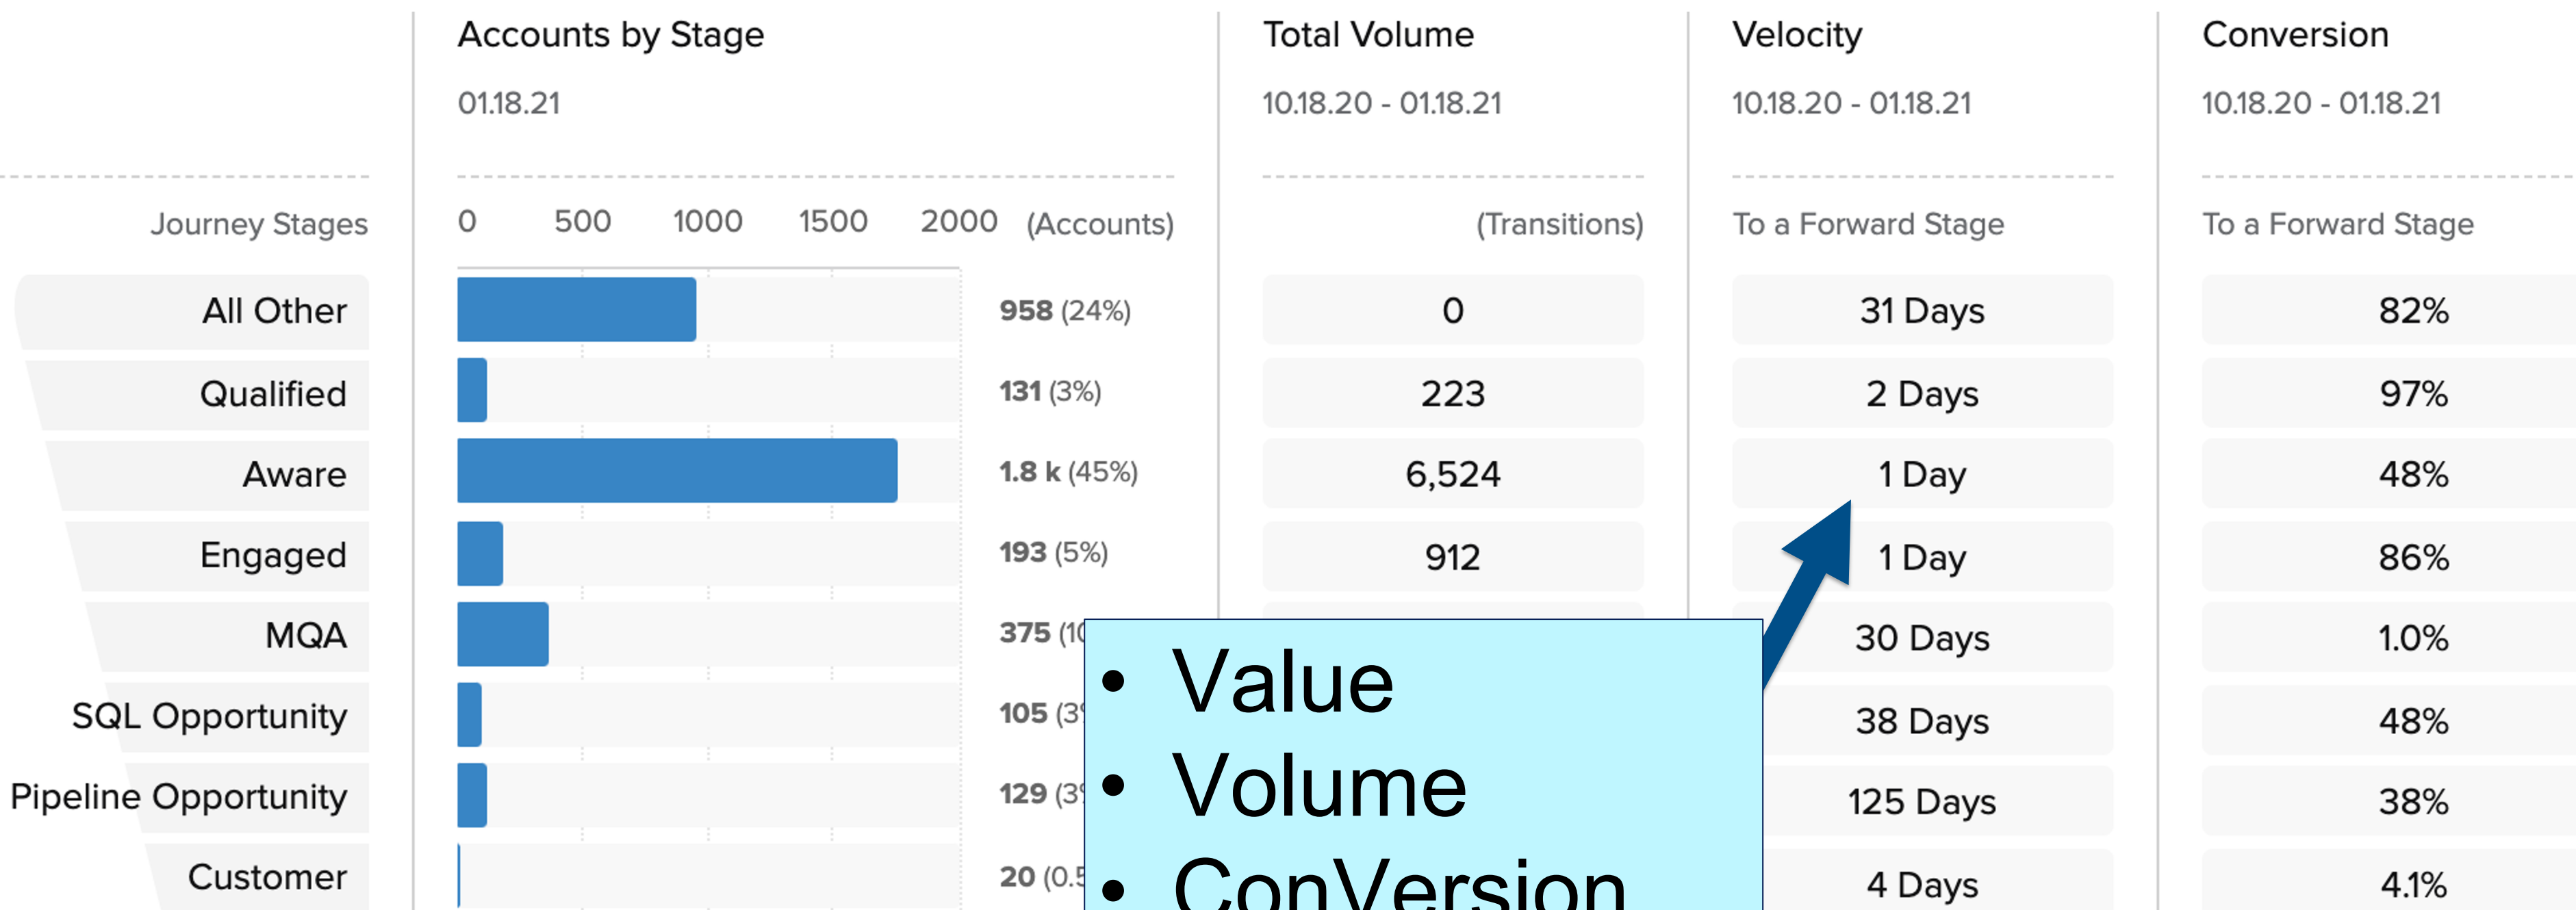 Accounts by Stage Total Volume Velocity Conversion
01.18.21 10.18.20 - 01.18.21 10.18.20 - 01.18.21 10.18.20 - 01.18.21
Journey Stages 0 500 1000 1500 2000 (Accounts) (Transitions) To a Forward Stage To a Forward Stage
All Other 958 (24%) 0 31 Days 82%
Qualified 131 (3%) 223 2 Days 97%
Aware 1.8 k (45%) 6,524 1 Day 48%
Engaged 193 (5%) 912 1 Day 86%
MQA 375 30 Days 1.0%
SQL Opportunity 105 38 Days 48%
Pipeline Opportunity 129 125 Days 38%
Customer 20 4 Days 4.1%
• Value
• Volume
• ConVersion